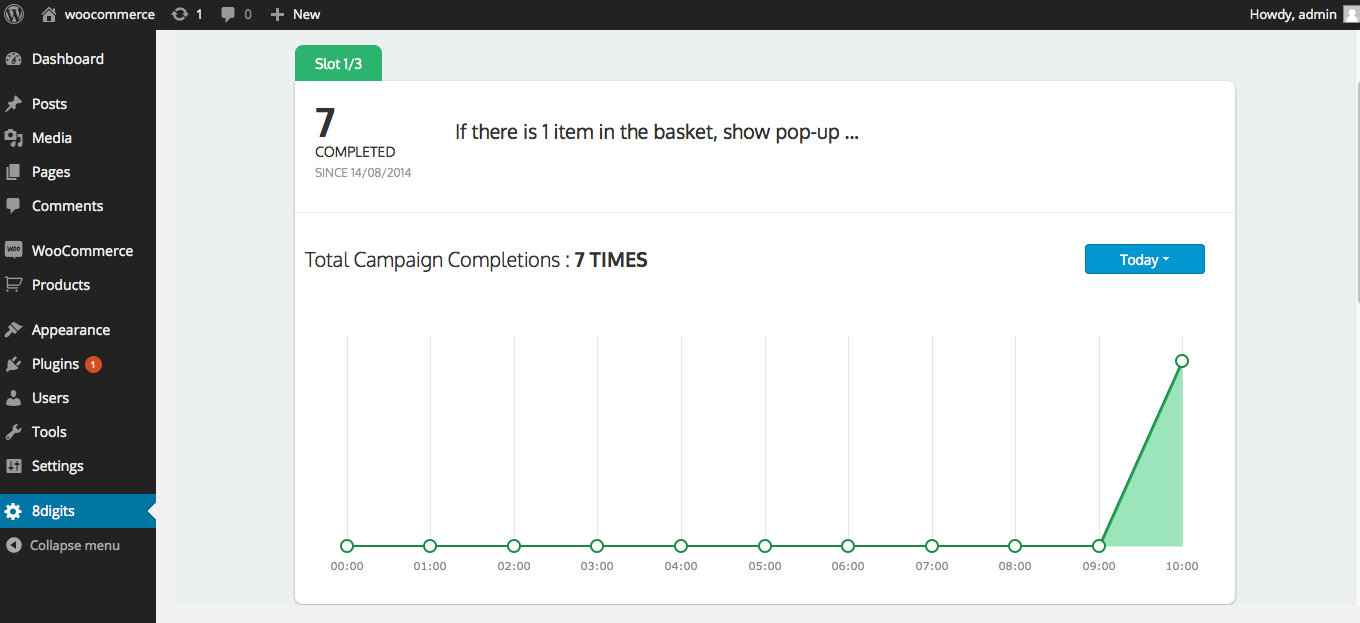 woocommerce 1 0 New Howdy, admin
Dashboard
Posts
Media
Pages
Comments
WOO WooCommerce
Products
Appearance
Plugins 1
Users
Tools
Settings
8digits
Collapse menu
Slot 1/3
7
COMPLETED
SINCE 14/08/2014
If there is 1 item in the basket, show pop-up ...
Total Campaign Completions : 7 TIMES
Today
00:00 01:00 02:00 03:00 04:00 05:00 06:00 07:00 08:00 09:00 10:00